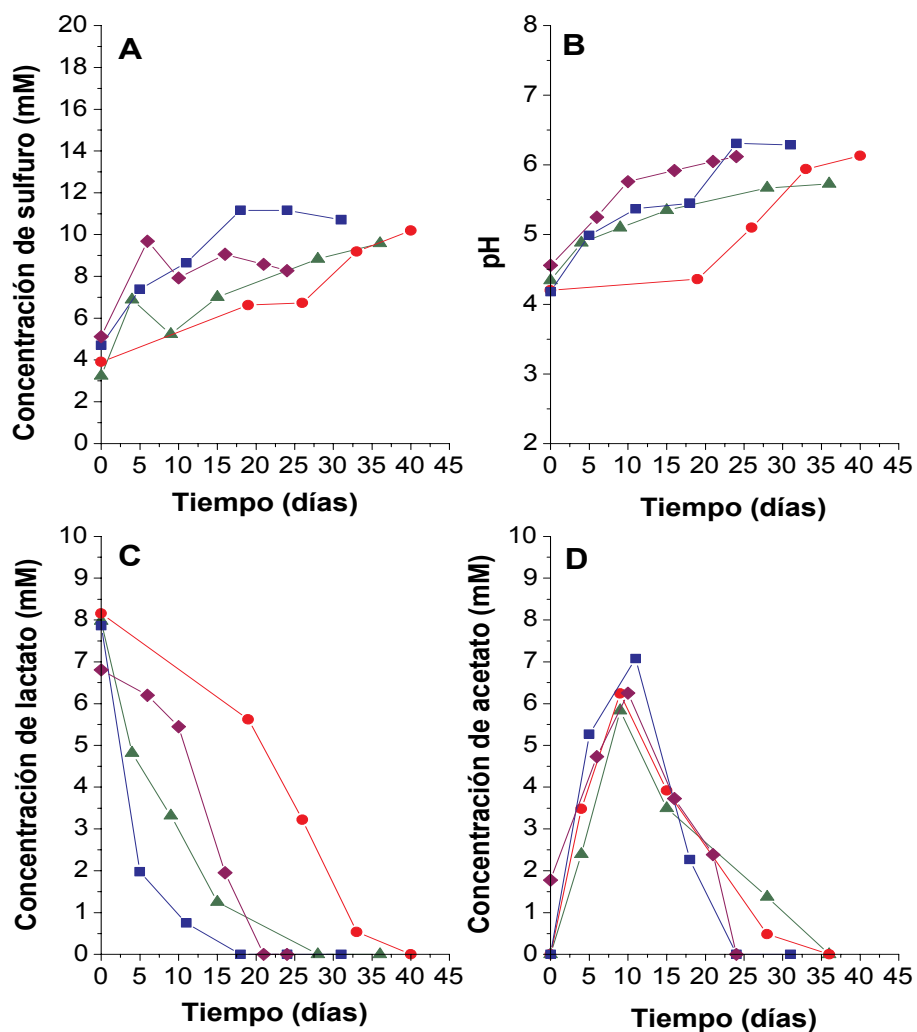 A
Concentración de sulfuro (mM)
20
18
16
14
12
10
8
6
4
2
0
0 5 10 15 20 25 30 35 40 45
Tiempo (días)
B
pH
8
7
6
5
4
3
2
0 5 10 15 20 25 30 35 40 45
Tiempo (días)
C
Concentración de lactato (mM)
10
9
8
7
6
5
4
3
2
1
0
0 5 10 15 20 25 30 35 40 45
Tiempo (días)
D
Concentración de acetato (mM)
10
9
8
7
6
5
4
3
2
1
0
0 5 10 15 20 25 30 35 40 45
Tiempo (días)